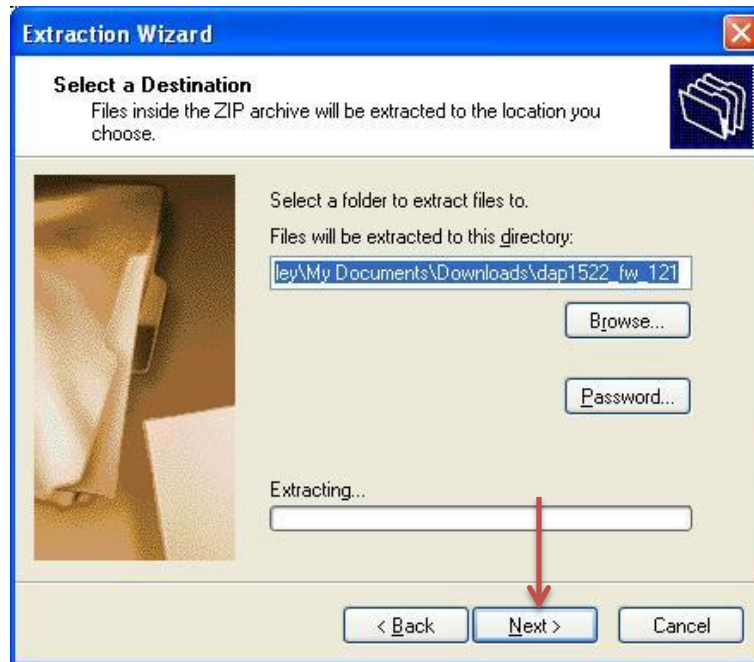 Extraction Wizard
Select a Destination
Files inside the ZIP archive will be extracted to the location you
choose.
Select a folder to extract files to.
Files will be extracted to this directory:
ley\My Documents\Downloads\dap1522_fw_121
Browse...
Password...
Extracting...
< Back
Next >
Cancel